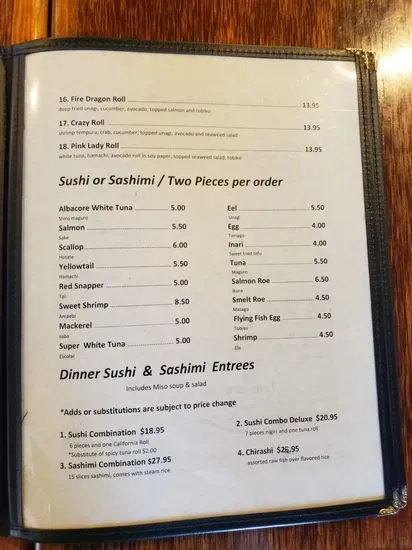 16. Fire Dragon Roll 13.95
deep fried unagi, cucumber, avocado, topped salmon and tobiko
17. Crazy Roll 13.95
shrimp tempura, crab, cucumber, topped unagi, avocado and seaweed salad
18. Pink Lady Roll 13.95
white tuna, hamachi, avocado roll in soy paper, topped seaweed salad, tobiko
Sushi or Sashimi / Two Pieces per order
Albacore White Tuna 5.00
Shiro maguro
Salmon 5.50
Sake
Scallop 6.00
Hotate
Yellowtail 5.50
Hamachi
Red Snapper 5.00
Tai
Sweet Shrimp 8.50
Amaebi
Mackerel 5.00
saba
Super White Tuna 5.00
Escolar
Eel 5.50
Unagi
Egg 4.00
Tamago
Inari 4.00
Sweet fried tofu
Tuna 5.50
Maguro
Salmon Roe 6.50
Ikura
Smelt Roe 4.50
Masago
Flying Fish Egg 4.50
Tobiko
Shrimp 4.50
Ebi
Dinner Sushi & Sashimi Entrees
Includes Miso soup & salad
*Adds or substitutions are subject to price change
1. Sushi Combination $18.95
6 pieces and one California Roll
*Substitute of spicy tuna roll $2.00
3. Sashimi Combination $27.95
15 slices sashimi, comes with steam rice
2. Sushi Combo Deluxe $20.95
7 pieces nigiri and one tuna roll
4. Chirashi
assorted raw fish over flavored rice